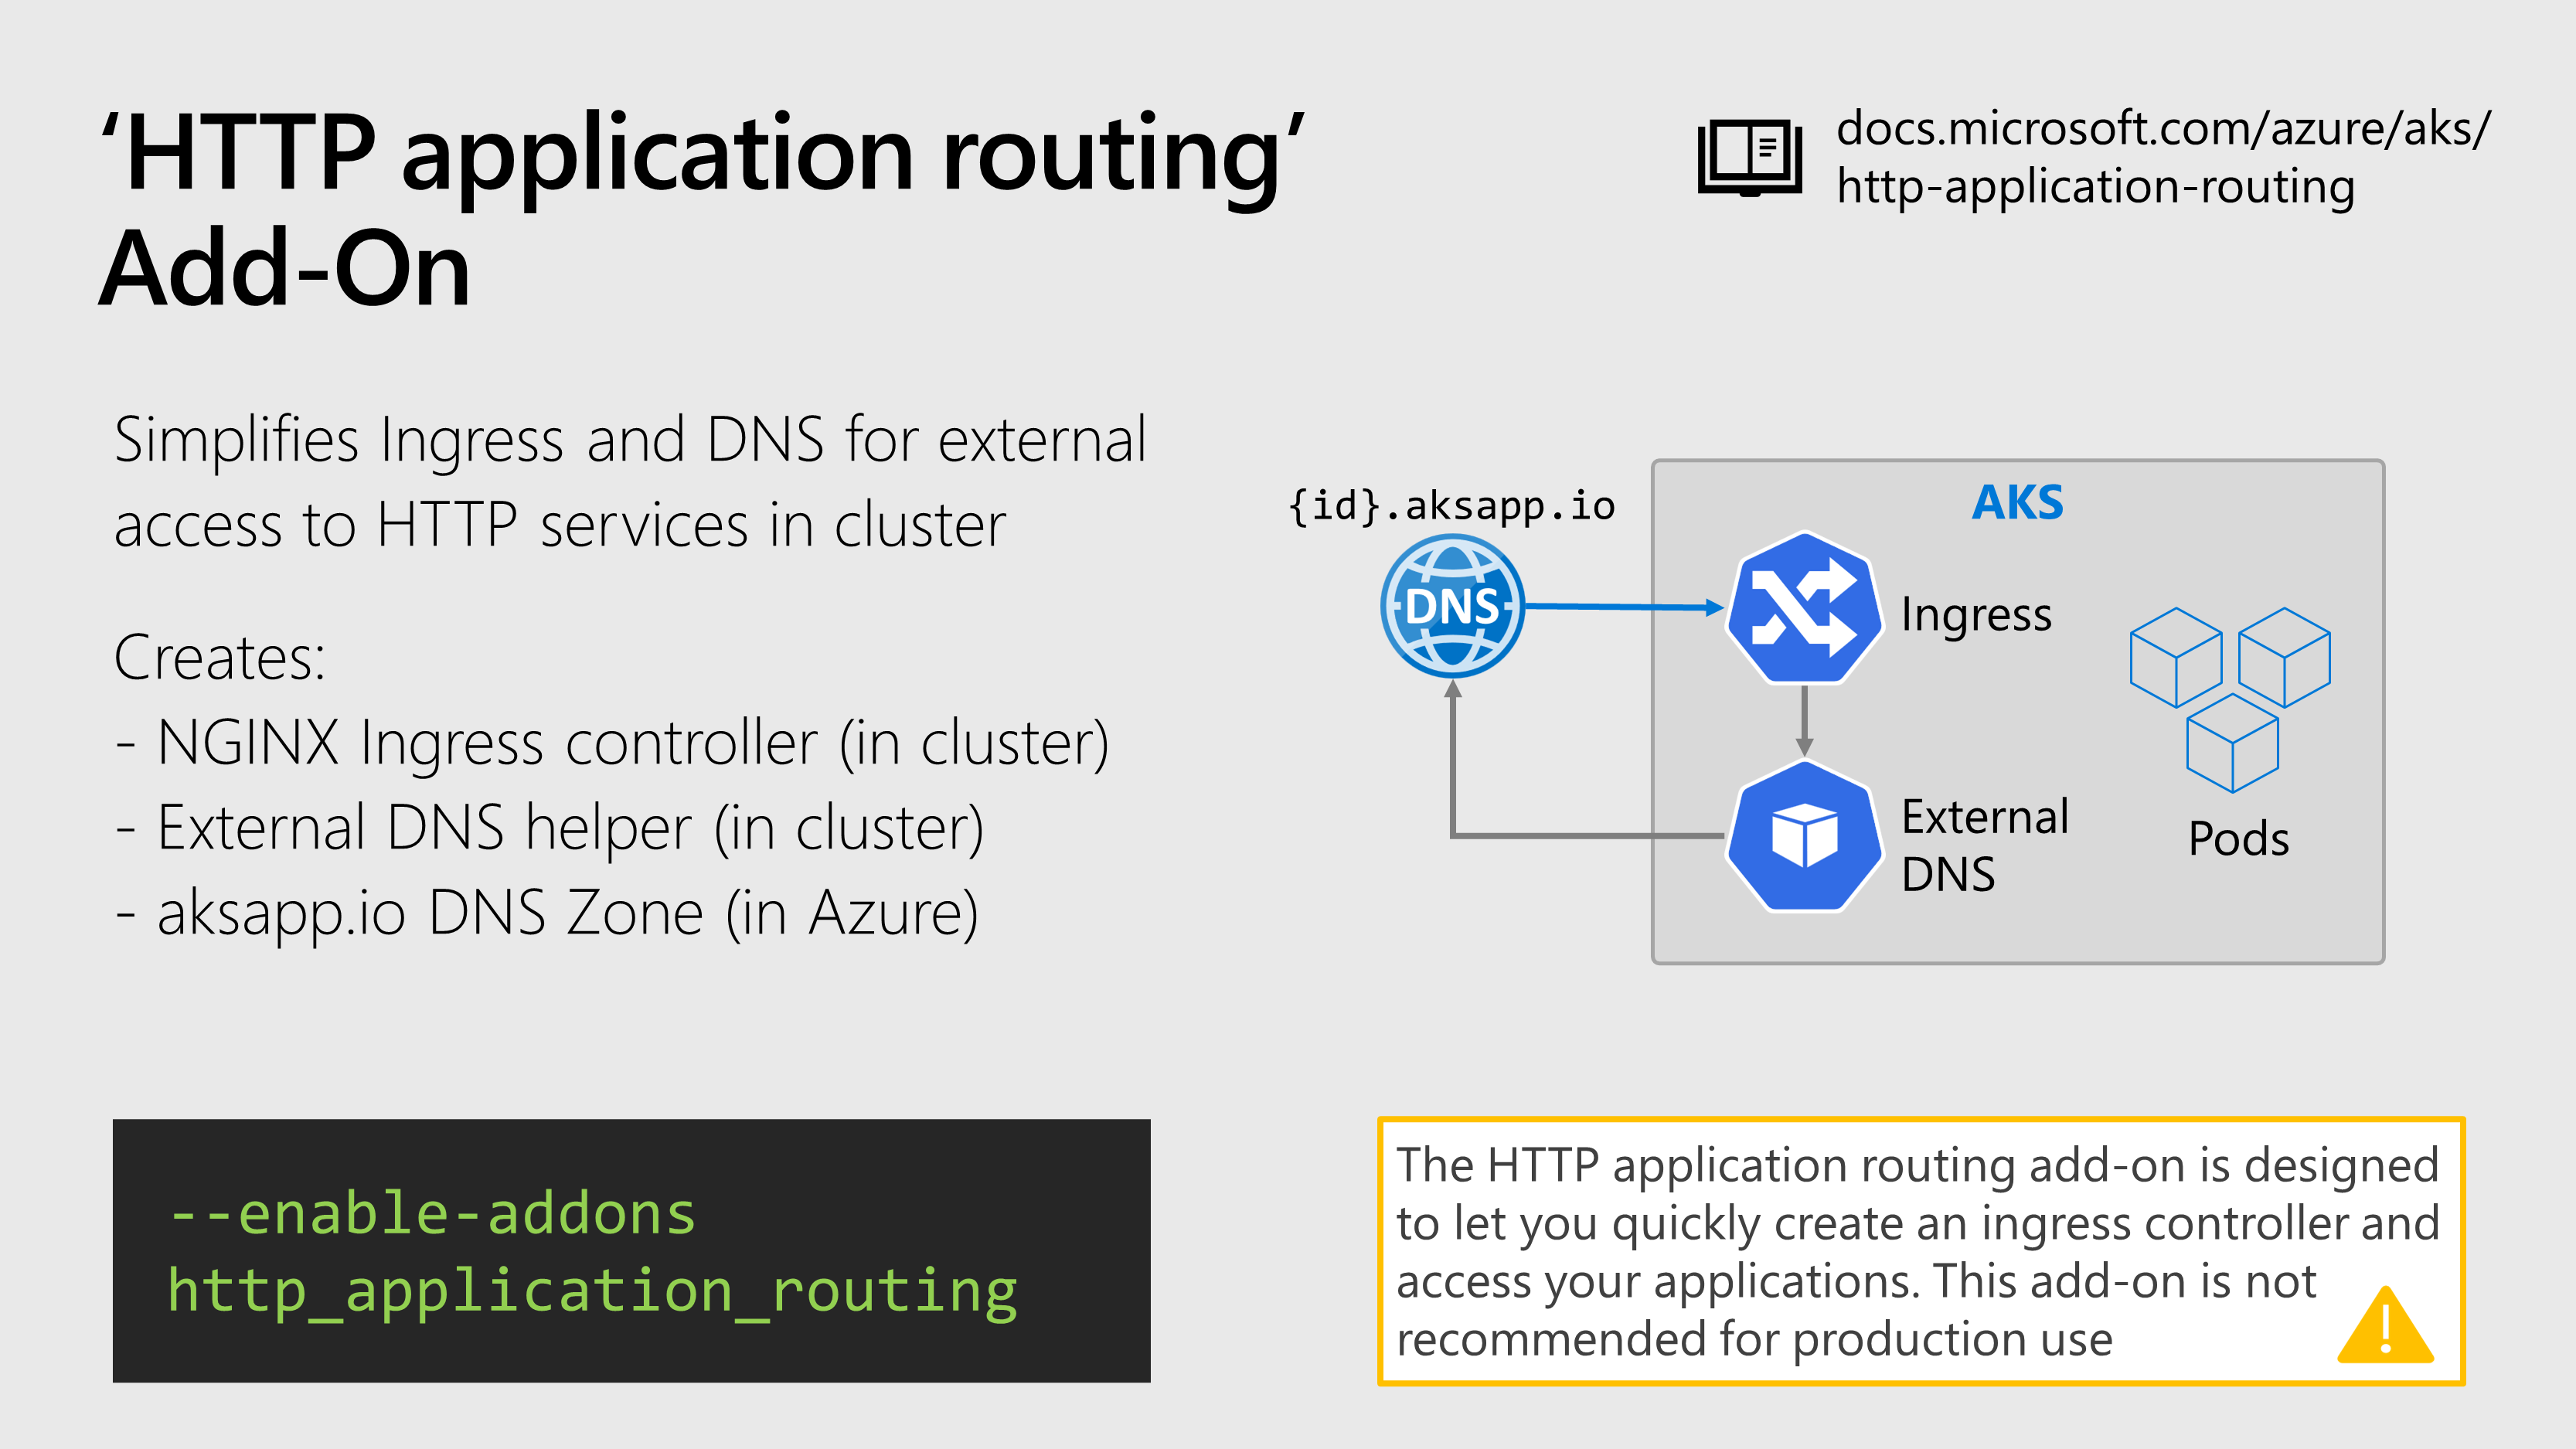 ‘HTTP application routing’
Add-On
docs.microsoft.com/azure/aks/
http-application-routing
Simplifies Ingress and DNS for external
access to HTTP services in cluster
Creates:
- NGINX Ingress controller (in cluster)
- External DNS helper (in cluster)
- aksapp.io DNS Zone (in Azure)
{id}.aksapp.io
DNS
AKS
Ingress
External
DNS
Pods
--enable-addons
http_application_routing
The HTTP application routing add-on is designed
to let you quickly create an ingress controller and
access your applications. This add-on is not
recommended for production use